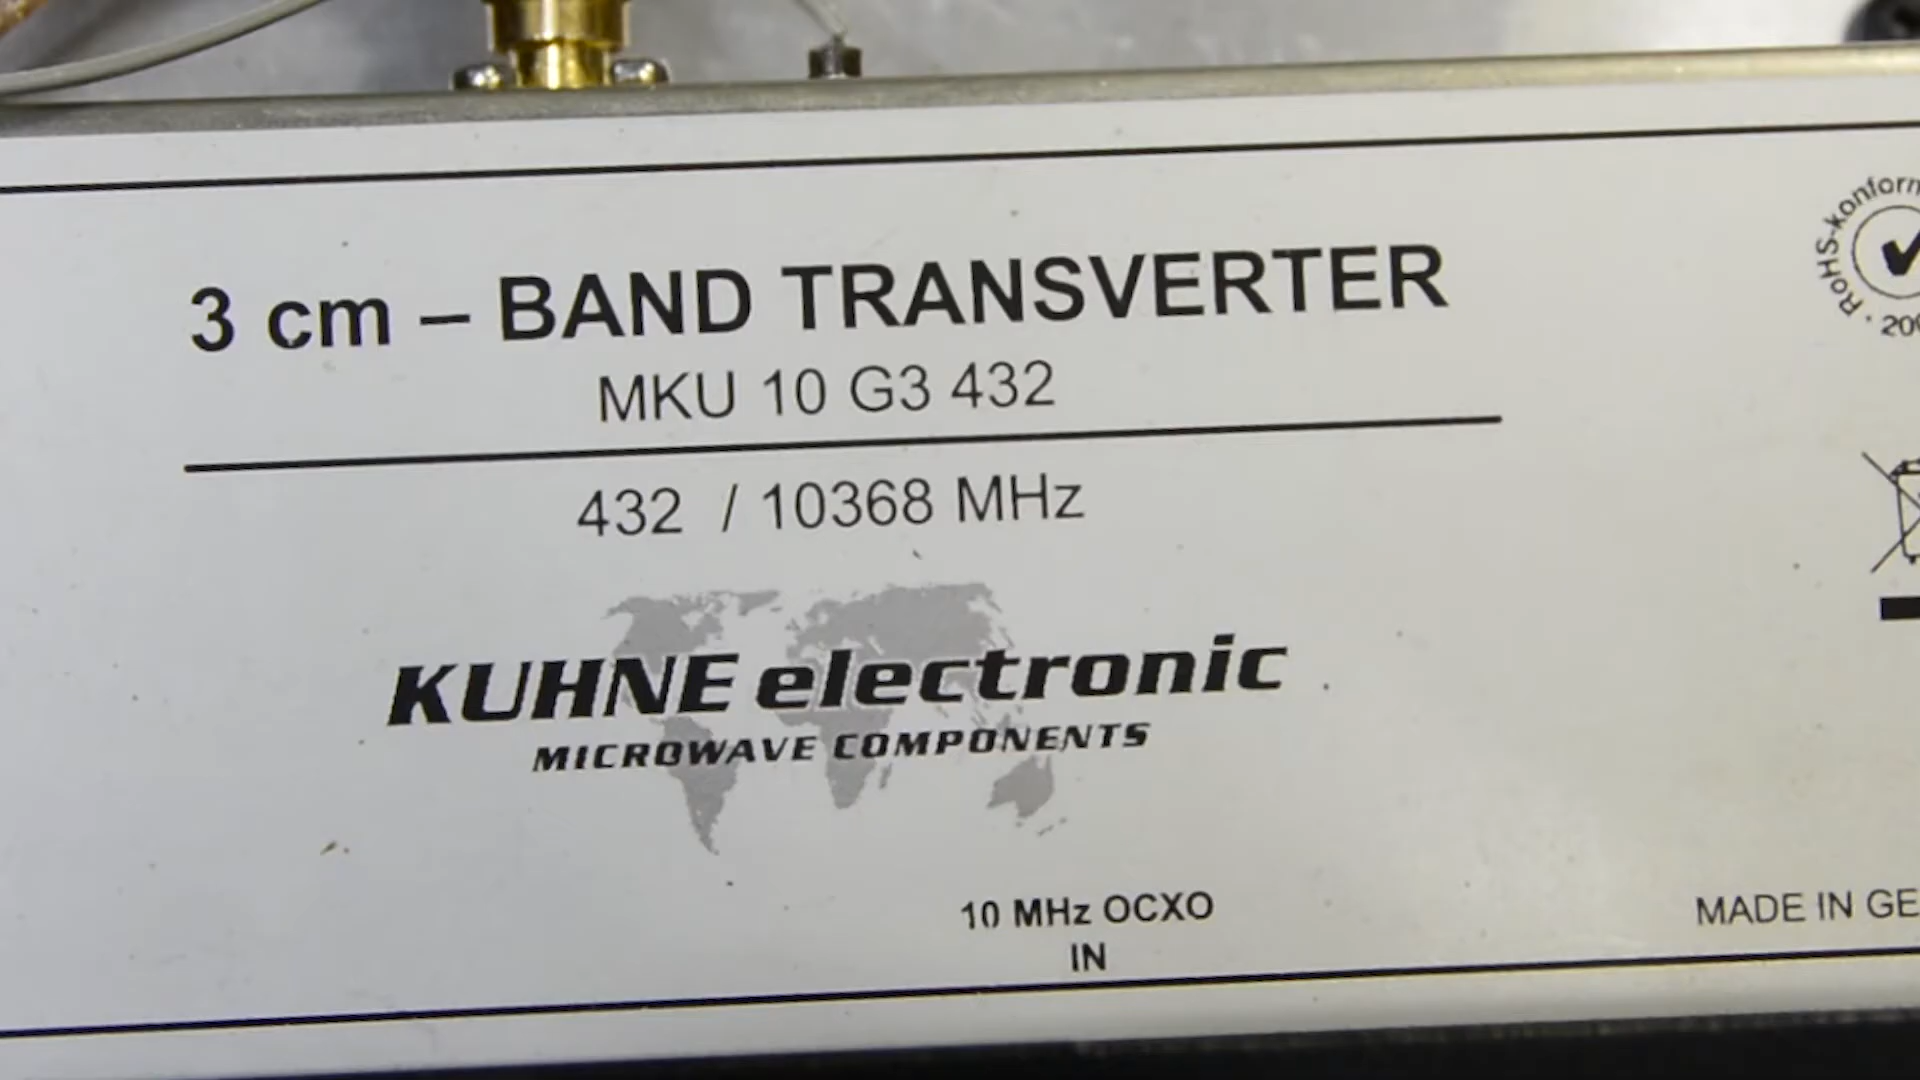 3 cm – BAND TRANSVERTER
MKU 10 G3 432
432 / 10368 MHz
KUHNE electronic
MICROWAVE COMPONENTS
10 MHz OCXO
IN
MADE IN
RoHS-konform